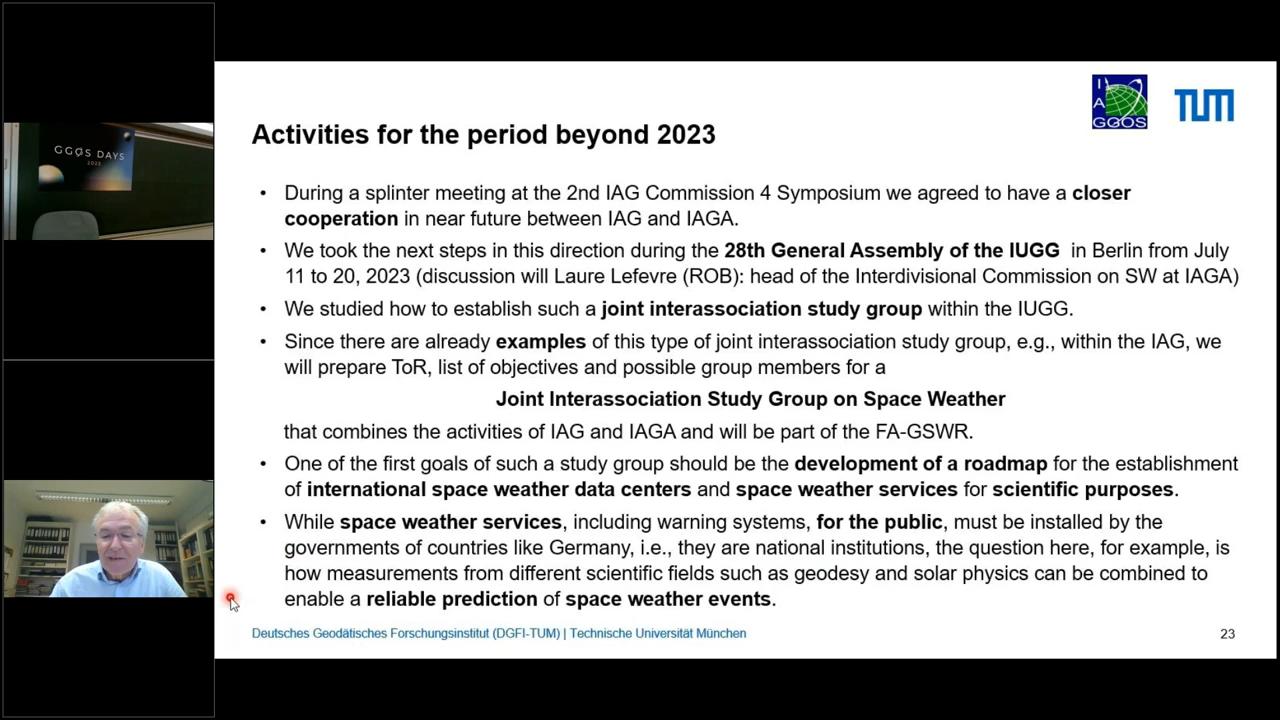 GGOS DAYS
2023
I
A
GGOS
TUM
Activities for the period beyond 2023
• During a splinter meeting at the 2nd IAG Commission 4 Symposium we agreed to have a closer
cooperation in near future between IAG and IAGA.
• We took the next steps in this direction during the 28th General Assembly of the IUGG in Berlin from July
11 to 20, 2023 (discussion will Laure Lefevre (ROB): head of the Interdivisional Commission on SW at IAGA)
• We studied how to establish such a joint interassociation study group within the IUGG.
• Since there are already examples of this type of joint interassociation study group, e.g., within the IAG, we
will prepare ToR, list of objectives and possible group members for a
Joint Interassociation Study Group on Space Weather
that combines the activities of IAG and IAGA and will be part of the FA-GSWR.
• One of the first goals of such a study group should be the development of a roadmap for the establishment
of international space weather data centers and space weather services for scientific purposes.
• While space weather services, including warning systems, for the public, must be installed by the
governments of countries like Germany, i.e., they are national institutions, the question here, for example, is
how measurements from different scientific fields such as geodesy and solar physics can be combined to
enable a reliable prediction of space weather events.
Deutsches Geodätisches Forschungsinstitut (DGFI-TUM) | Technische Universität München
23